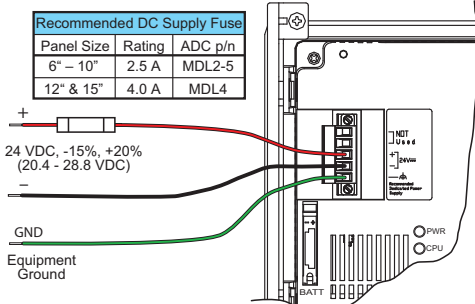 Recommended DC Supply Fuse
Panel Size Rating ADC p/n
6“ – 10” 2.5 A MDL2-5
12“ & 15” 4.0 A MDL4
+
24 VDC, -15%, +20%
(20.4 - 28.8 VDC)
–
GND
Equipment
Ground
NOT
Used
+
24V
–
Recommended
Dedicated Power
Supply
– +
BATT
PWR
CPU